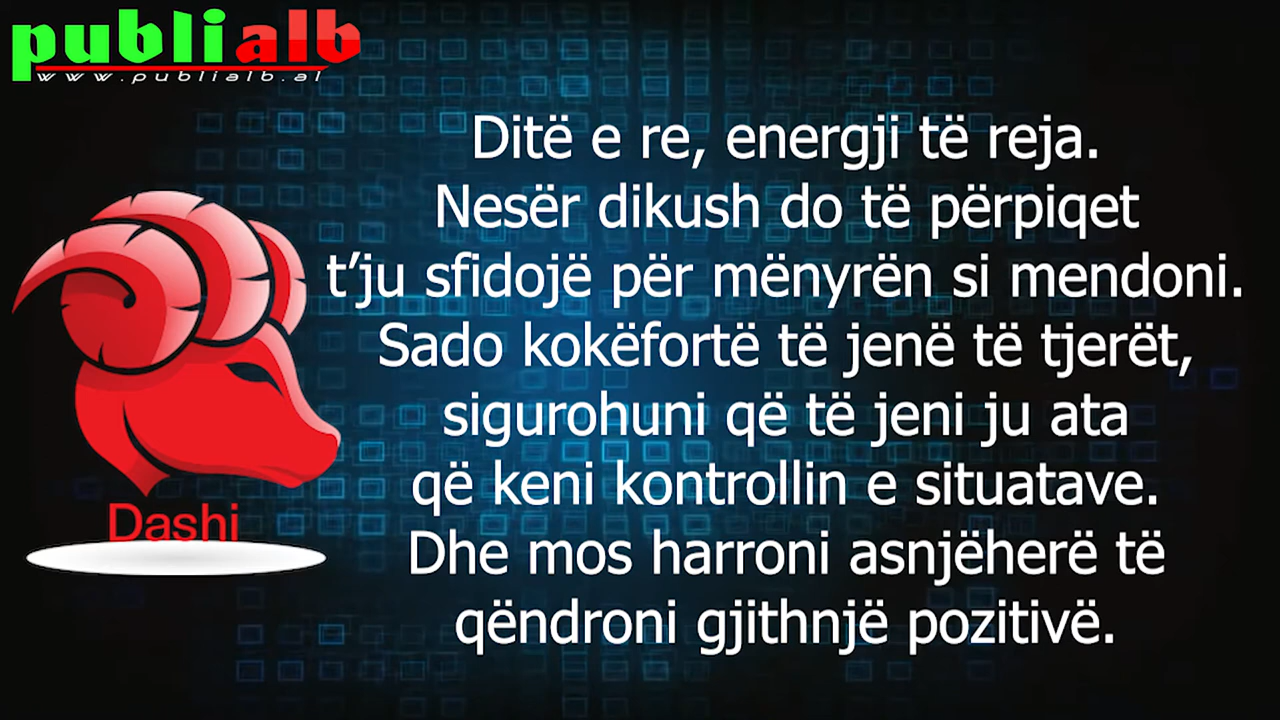 publialb
www.publialb.al
Ditë e re, energji të reja.
Nesër dikush do të përpiqet
t’ju sfidojë për mënyrën si mendoni.
Sado kokëfortë të jenë të tjerët,
sigurohuni që të jeni ju ata
që keni kontrollin e situatave.
Dhe mos harroni asnjëherë të
qëndroni gjithnjë pozitivë.
Dashi